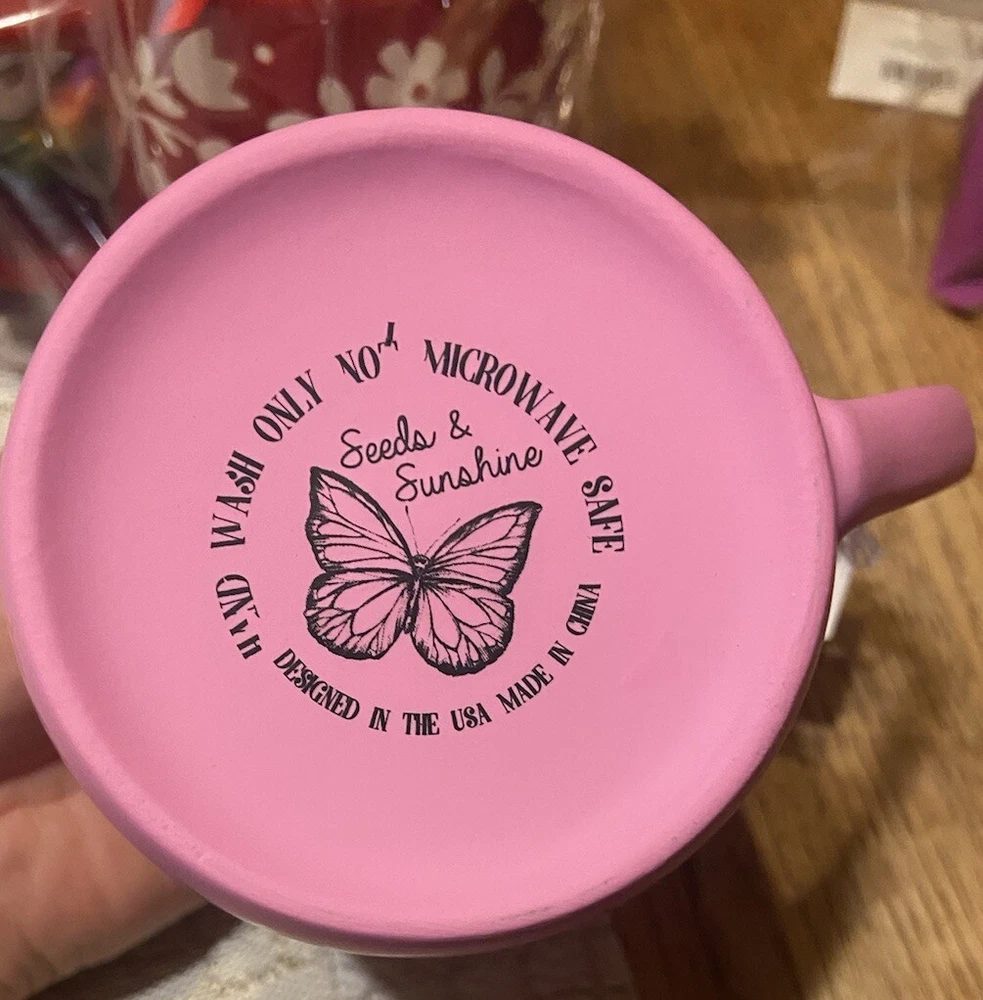 HAND WASH ONLY NOT MICROWAVE SAFE
Seeds &
Sunshine
DESIGNED IN THE USA MADE IN CHINA